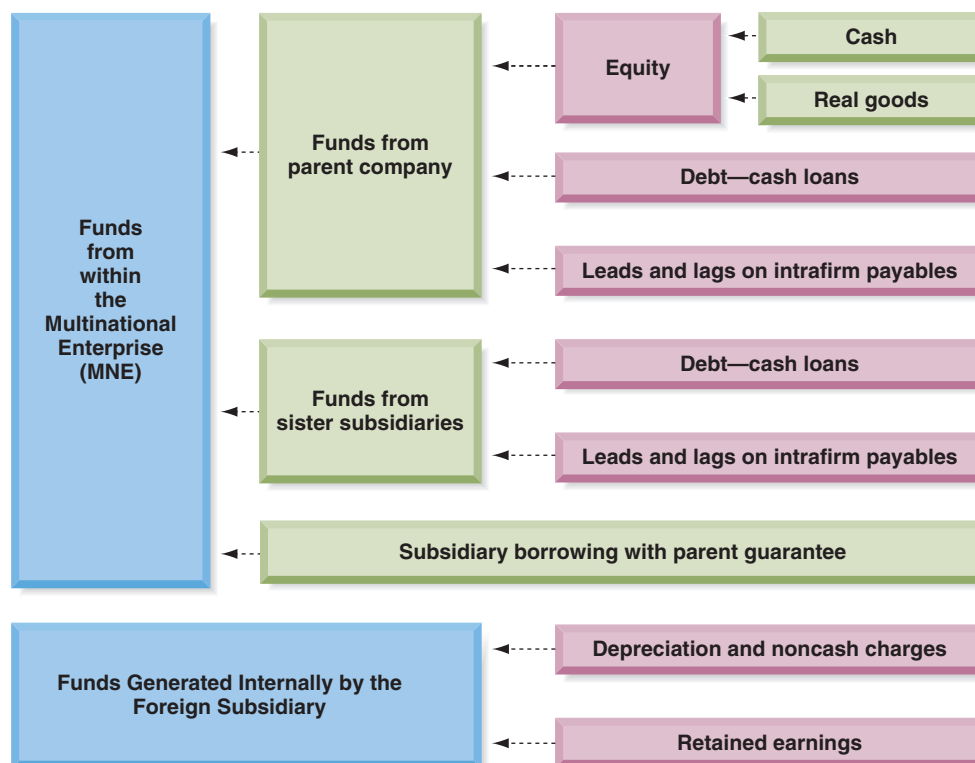 Cash
Equity
Real goods
Funds from
parent company
Debt—cash loans
Leads and lags on intrafirm payables
Funds
from
within
the
Multinational
Enterprise
(MNE)
Debt—cash loans
Funds from
sister subsidiaries
Leads and lags on intrafirm payables
Subsidiary borrowing with parent guarantee
Depreciation and noncash charges
Funds Generated Internally by the
Foreign Subsidiary
Retained earnings